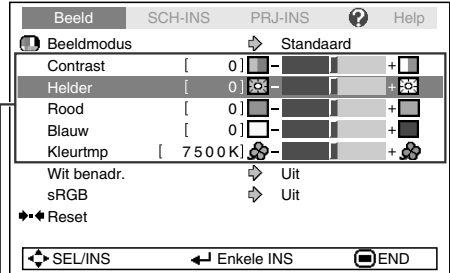 Beeld SCH-INS PRJ-INS ? Help
Beeldmodus Standaard
Contrast [ 0] - +
Helder [ 0] - +
Rood [ 0] - +
Blauw [ 0] - +
Kleurtmp [ 7500K] - +
Wit benadr. Uit
sRGB Uit
Reset
SEL/INS Enkele INS END